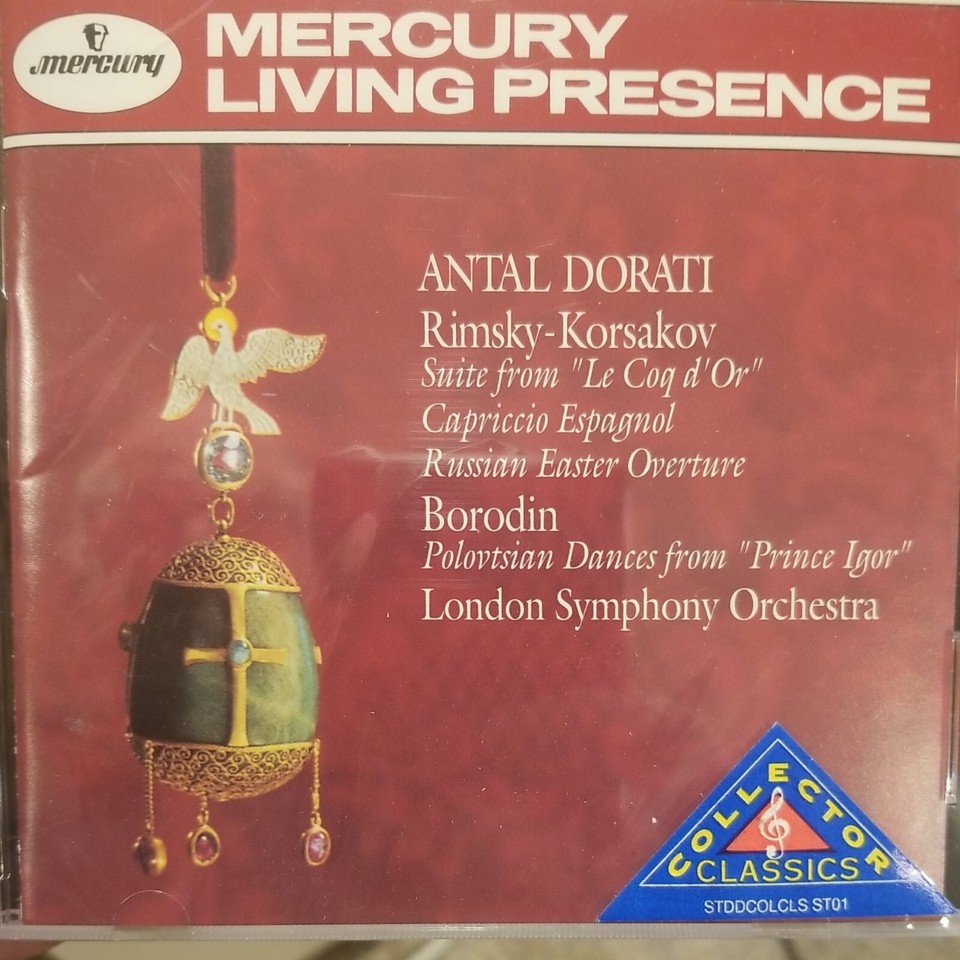 mercury
MERCURY
LIVING PRESENCE
ANTAL DORATI
Rimsky-Korsakov
Suite from "Le Coq d'Or"
Capriccio Espagnol
Russian Easter Overture
Borodin
Polovtsian Dances from "Prince Igor"
London Symphony Orchestra
COLLECTOR
CLASSICS
STDDCOLCLS ST01